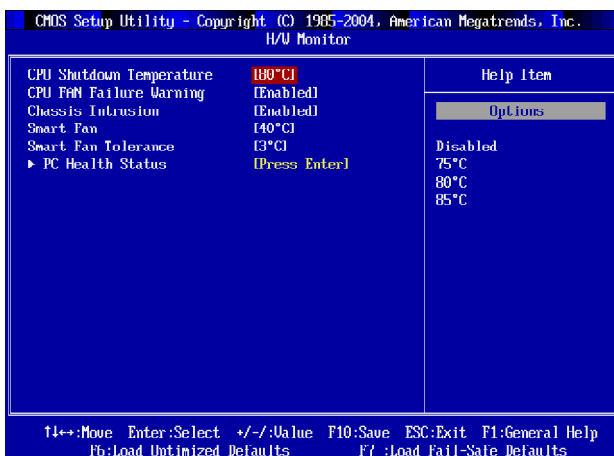 CMOS Setup Utility - Copyright (C) 1985-2004, American Megatrends, Inc.
H/W Monitor
CPU Shutdown Temperature [80°C]
CPU FAN Failure Warning [Enabled]
Chassis Intrusion [Enabled]
Smart Fan [40°C]
Smart Fan Tolerance [3°C]
▶ PC Health Status [Press Enter]
Help Item
Options
Disabled
75°C
80°C
85°C
↑↓↔:Move Enter:Select +/-/:Value F10:Save ESC:Exit F1:General Help
F6:Load Optimized Defaults F7 :Load Fail-Safe Defaults